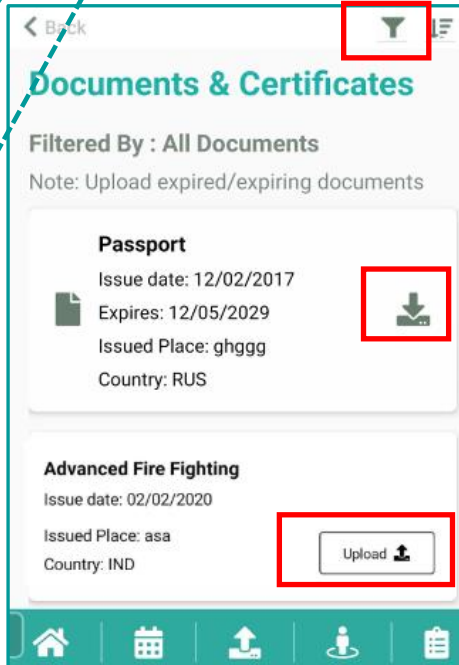 Back
Documents & Certificates
Filtered By : All Documents
Note: Upload expired/expiring documents
Passport
Issue date: 12/02/2017
Expires: 12/05/2029
Issued Place: ghggg
Country: RUS
Advanced Fire Fighting
Issue date: 02/02/2020
Issued Place: asa
Country: IND
Upload